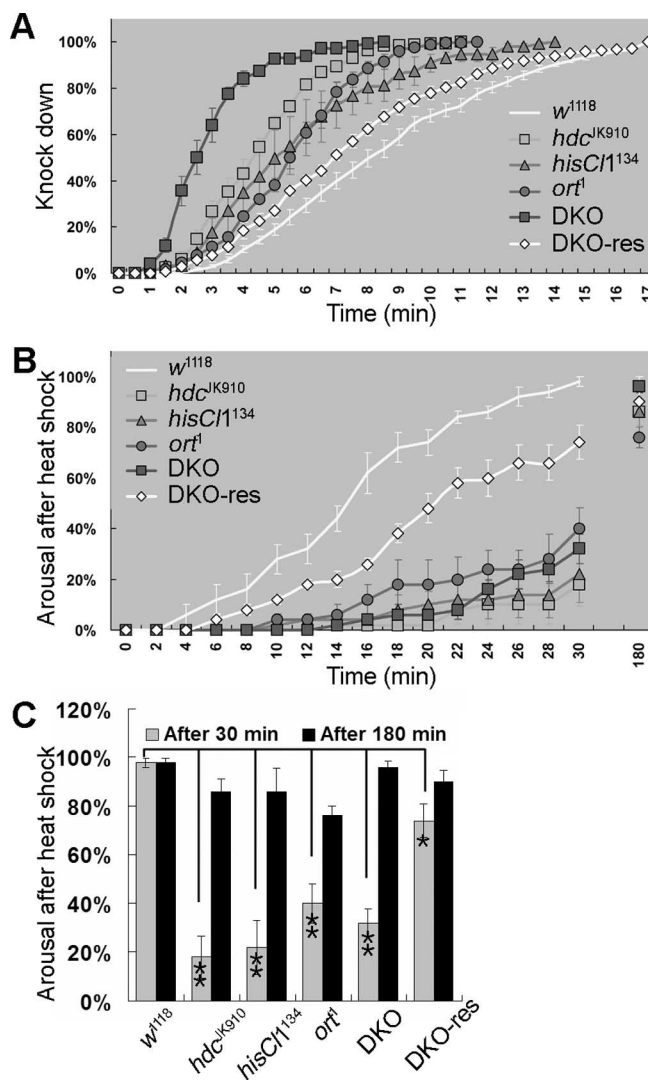 A
100%
80%
60%
40%
20%
0%
Knock down
w1118
hdcJK910
hisCl1134
ort1
DKO
DKO-res
0 1 2 3 4 5 6 7 8 9 10 11 12 13 14 15 16 17
Time (min)
B
100%
80%
60%
40%
20%
0%
Arousal after heat shock
w1118
hdcJK910
hisCl1134
ort1
DKO
DKO-res
0 2 4 6 8 10 12 14 16 18 20 22 24 26 28 30 180
Time (min)
C
120%
100%
80%
60%
40%
20%
0%
Arousal after heat shock
After 30 min After 180 min
** ** ** ** *
w1118 hdcJK910 hisCl1134 ort1 DKO DKO-res